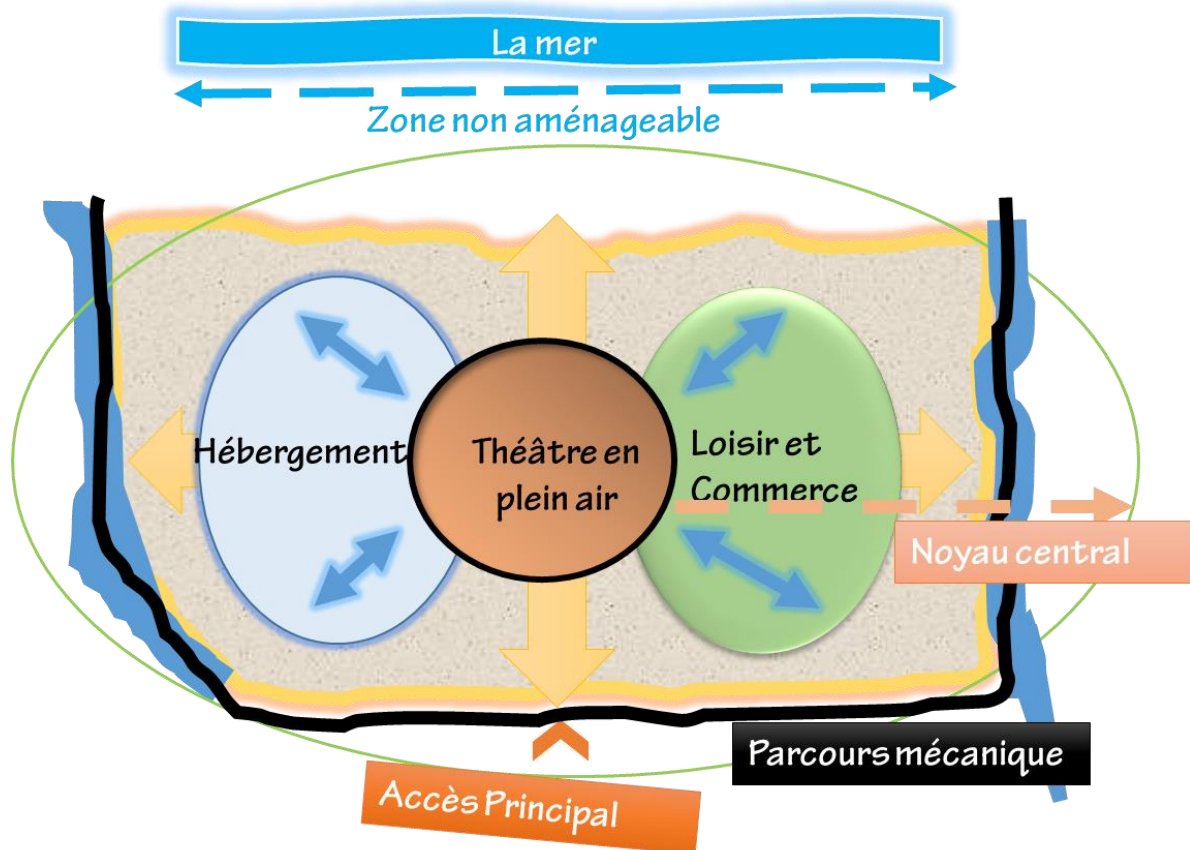 La mer
Zone non aménageable
Hébergement
Théâtre en
plein air
Loisir et
Commerce
Noyau central
Parcours mécanique
Accès Principal